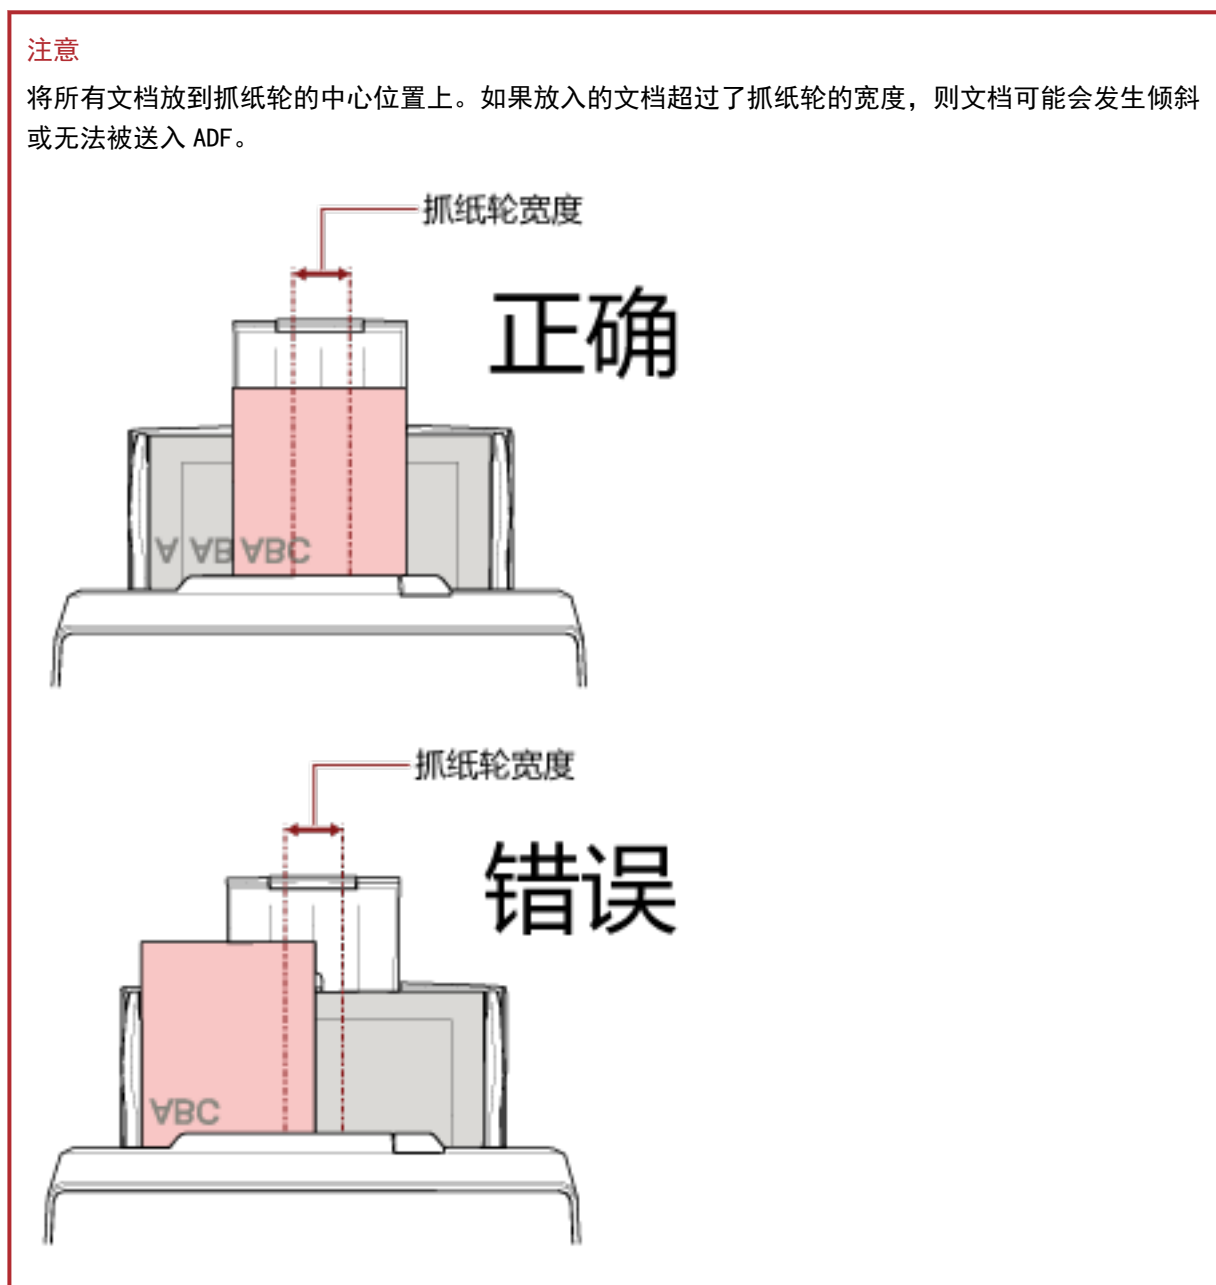 注意
将所有文档放到抓纸轮的中心位置上。如果放入的文档超过了抓纸轮的宽度，则文档可能会发生倾斜
或无法被送入 ADF。
抓纸轮宽度
正确
A AB ABC
抓纸轮宽度
错误
ABC